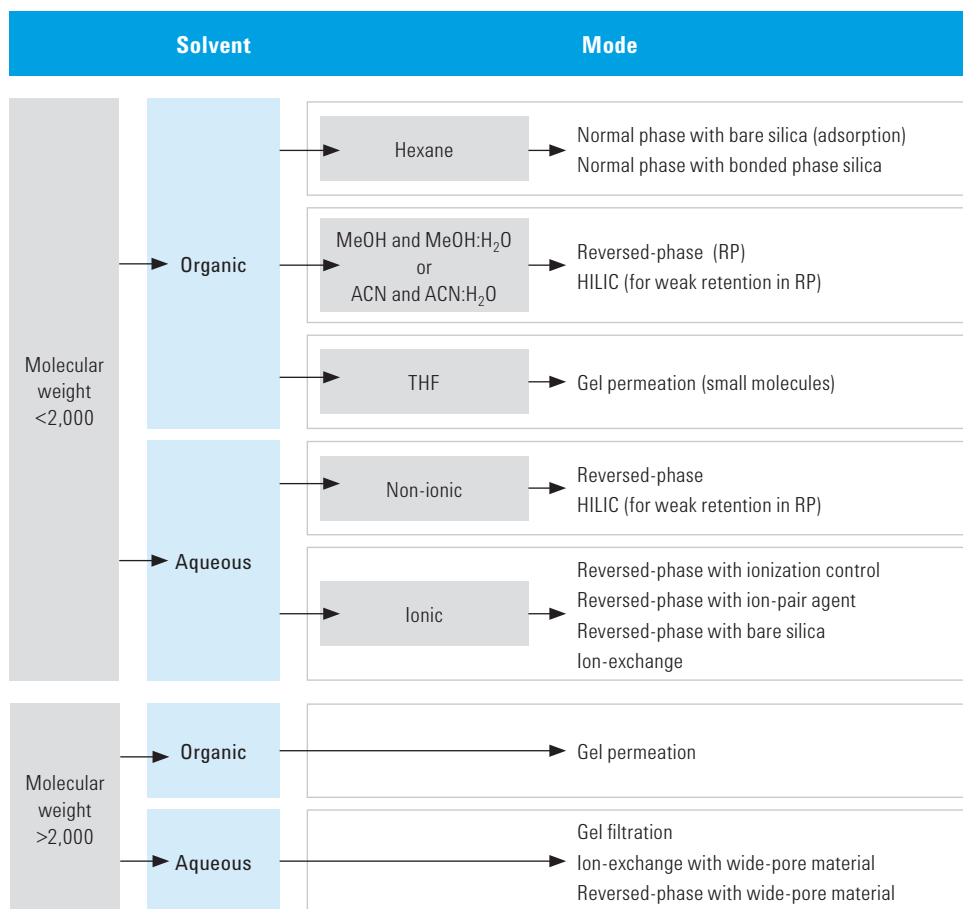 Solvent
Mode
Molecular
weight
<2,000
Organic
Hexane
Normal phase with bare silica (adsorption)
Normal phase with bonded phase silica
MeOH and MeOH:H₂O
or
ACN and ACN:H₂O
Reversed-phase (RP)
HILIC (for weak retention in RP)
THF
Gel permeation (small molecules)
Aqueous
Non-ionic
Reversed-phase
HILIC (for weak retention in RP)
Ionic
Reversed-phase with ionization control
Reversed-phase with ion-pair agent
Reversed-phase with bare silica
Ion-exchange
Molecular
weight
>2,000
Organic
Gel permeation
Aqueous
Gel filtration
Ion-exchange with wide-pore material
Reversed-phase with wide-pore material